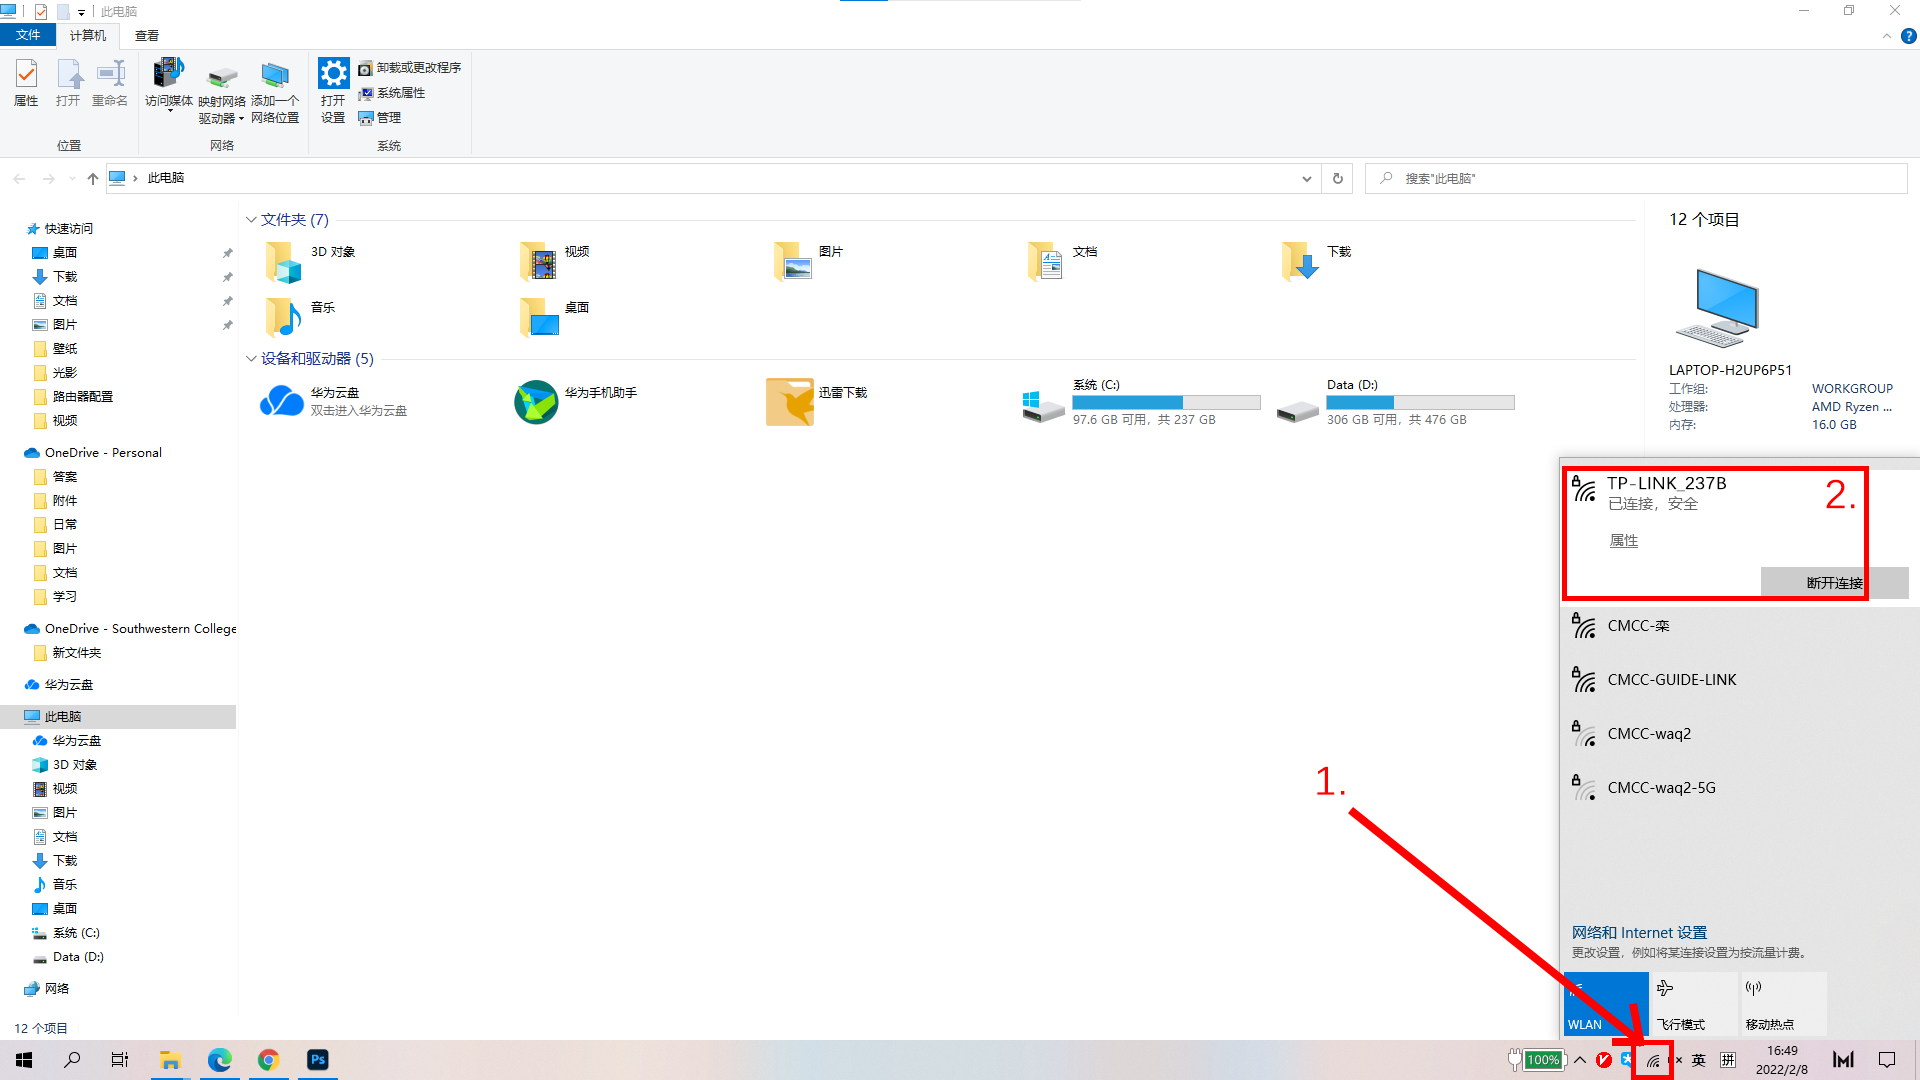 此电脑
文件
计算机
查看
属性
打开
重命名
位置
访问媒体
映射网络
驱动器
添加一个
网络位置
网络
打开
设置
卸载或更改程序
系统属性
管理
系统
此电脑
搜索"此电脑"
快速访问
桌面
下载
文档
图片
壁纸
光影
路由器配置
视频
OneDrive - Personal
答案
附件
日常
图片
文档
学习
OneDrive - Southwestern College
新文件夹
华为云盘
此电脑
华为云盘
3D 对象
视频
图片
文档
下载
音乐
桌面
系统 (C:)
Data (D:)
网络
12 个项目
文件夹 (7)
3D 对象
视频
图片
文档
下载
音乐
桌面
设备和驱动器 (5)
华为云盘
双击进入华为云盘
华为手机助手
迅雷下载
系统 (C:)
97.6 GB 可用，共 237 GB
Data (D:)
306 GB 可用，共 476 GB
12 个项目
LAPTOP-H2UP6P51
工作组: WORKGROUP
处理器: AMD Ryzen ...
内存: 16.0 GB
TP-LINK_237B
已连接，安全
2.
属性
断开连接
CMCC-栾
CMCC-GUIDE-LINK
CMCC-waq2
CMCC-waq2-5G
1.
网络和 Internet 设置
更改设置，例如将某连接设置为按流量计费。
WLAN
飞行模式
移动热点
Ps
100%
英
拼
16:49
2022/2/8